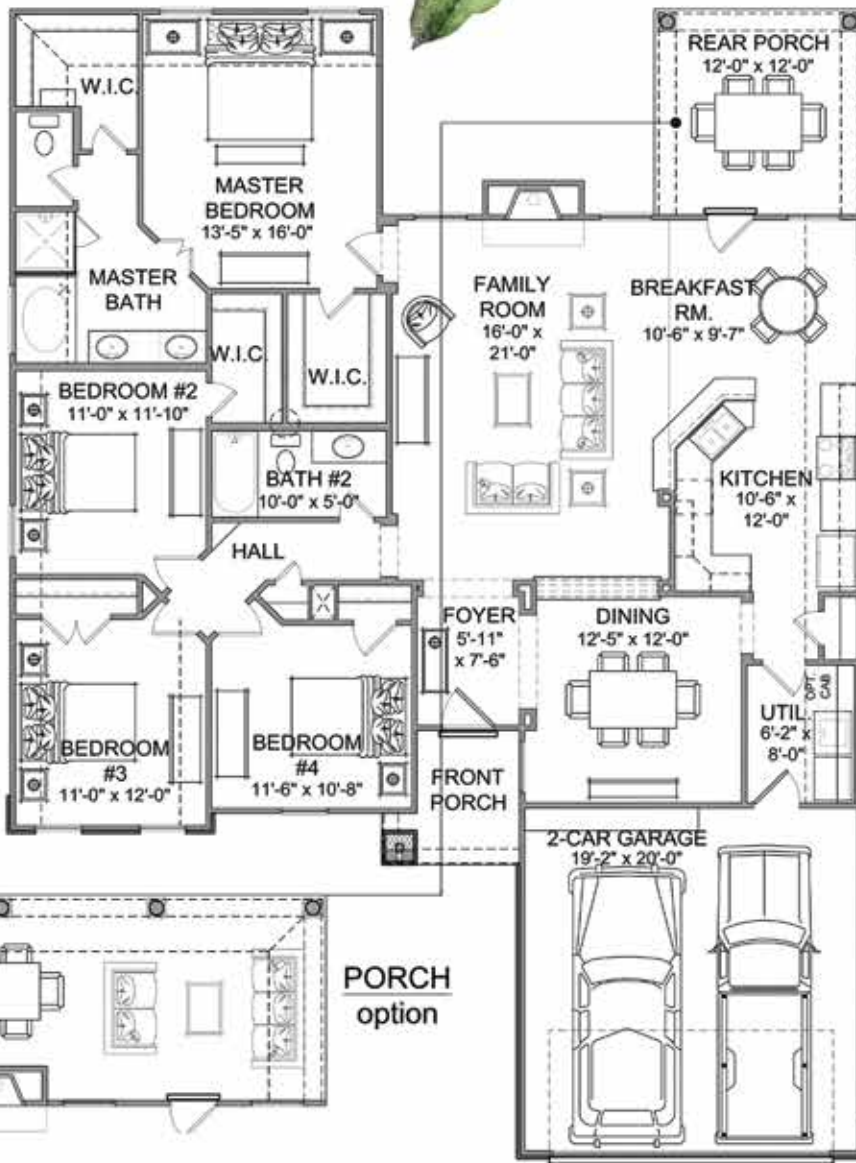 W.I.C.
MASTER
BEDROOM
13'-5" x 16'-0"
REAR PORCH
12'-0" x 12'-0"
MASTER
BATH
FAMILY
ROOM
16'-0" x
21'-0"
BREAKFAST
RM.
10'-6" x 9'-7"
W.I.C.
W.I.C.
BEDROOM #2
11'-0" x 11'-10"
BATH #2
10'-0" x 5'-0"
KITCHEN
10'-6" x
12'-0"
HALL
FOYER
5'-11"
x 7'-6"
DINING
12'-5" x 12'-0"
OPT.
CAB
UTIL.
6'-2" x
8'-0"
BEDROOM
#3
11'-0" x 12'-0"
BEDROOM
#4
11'-6" x 10'-8"
FRONT
PORCH
2-CAR GARAGE
19'-2" x 20'-0"
PORCH
option